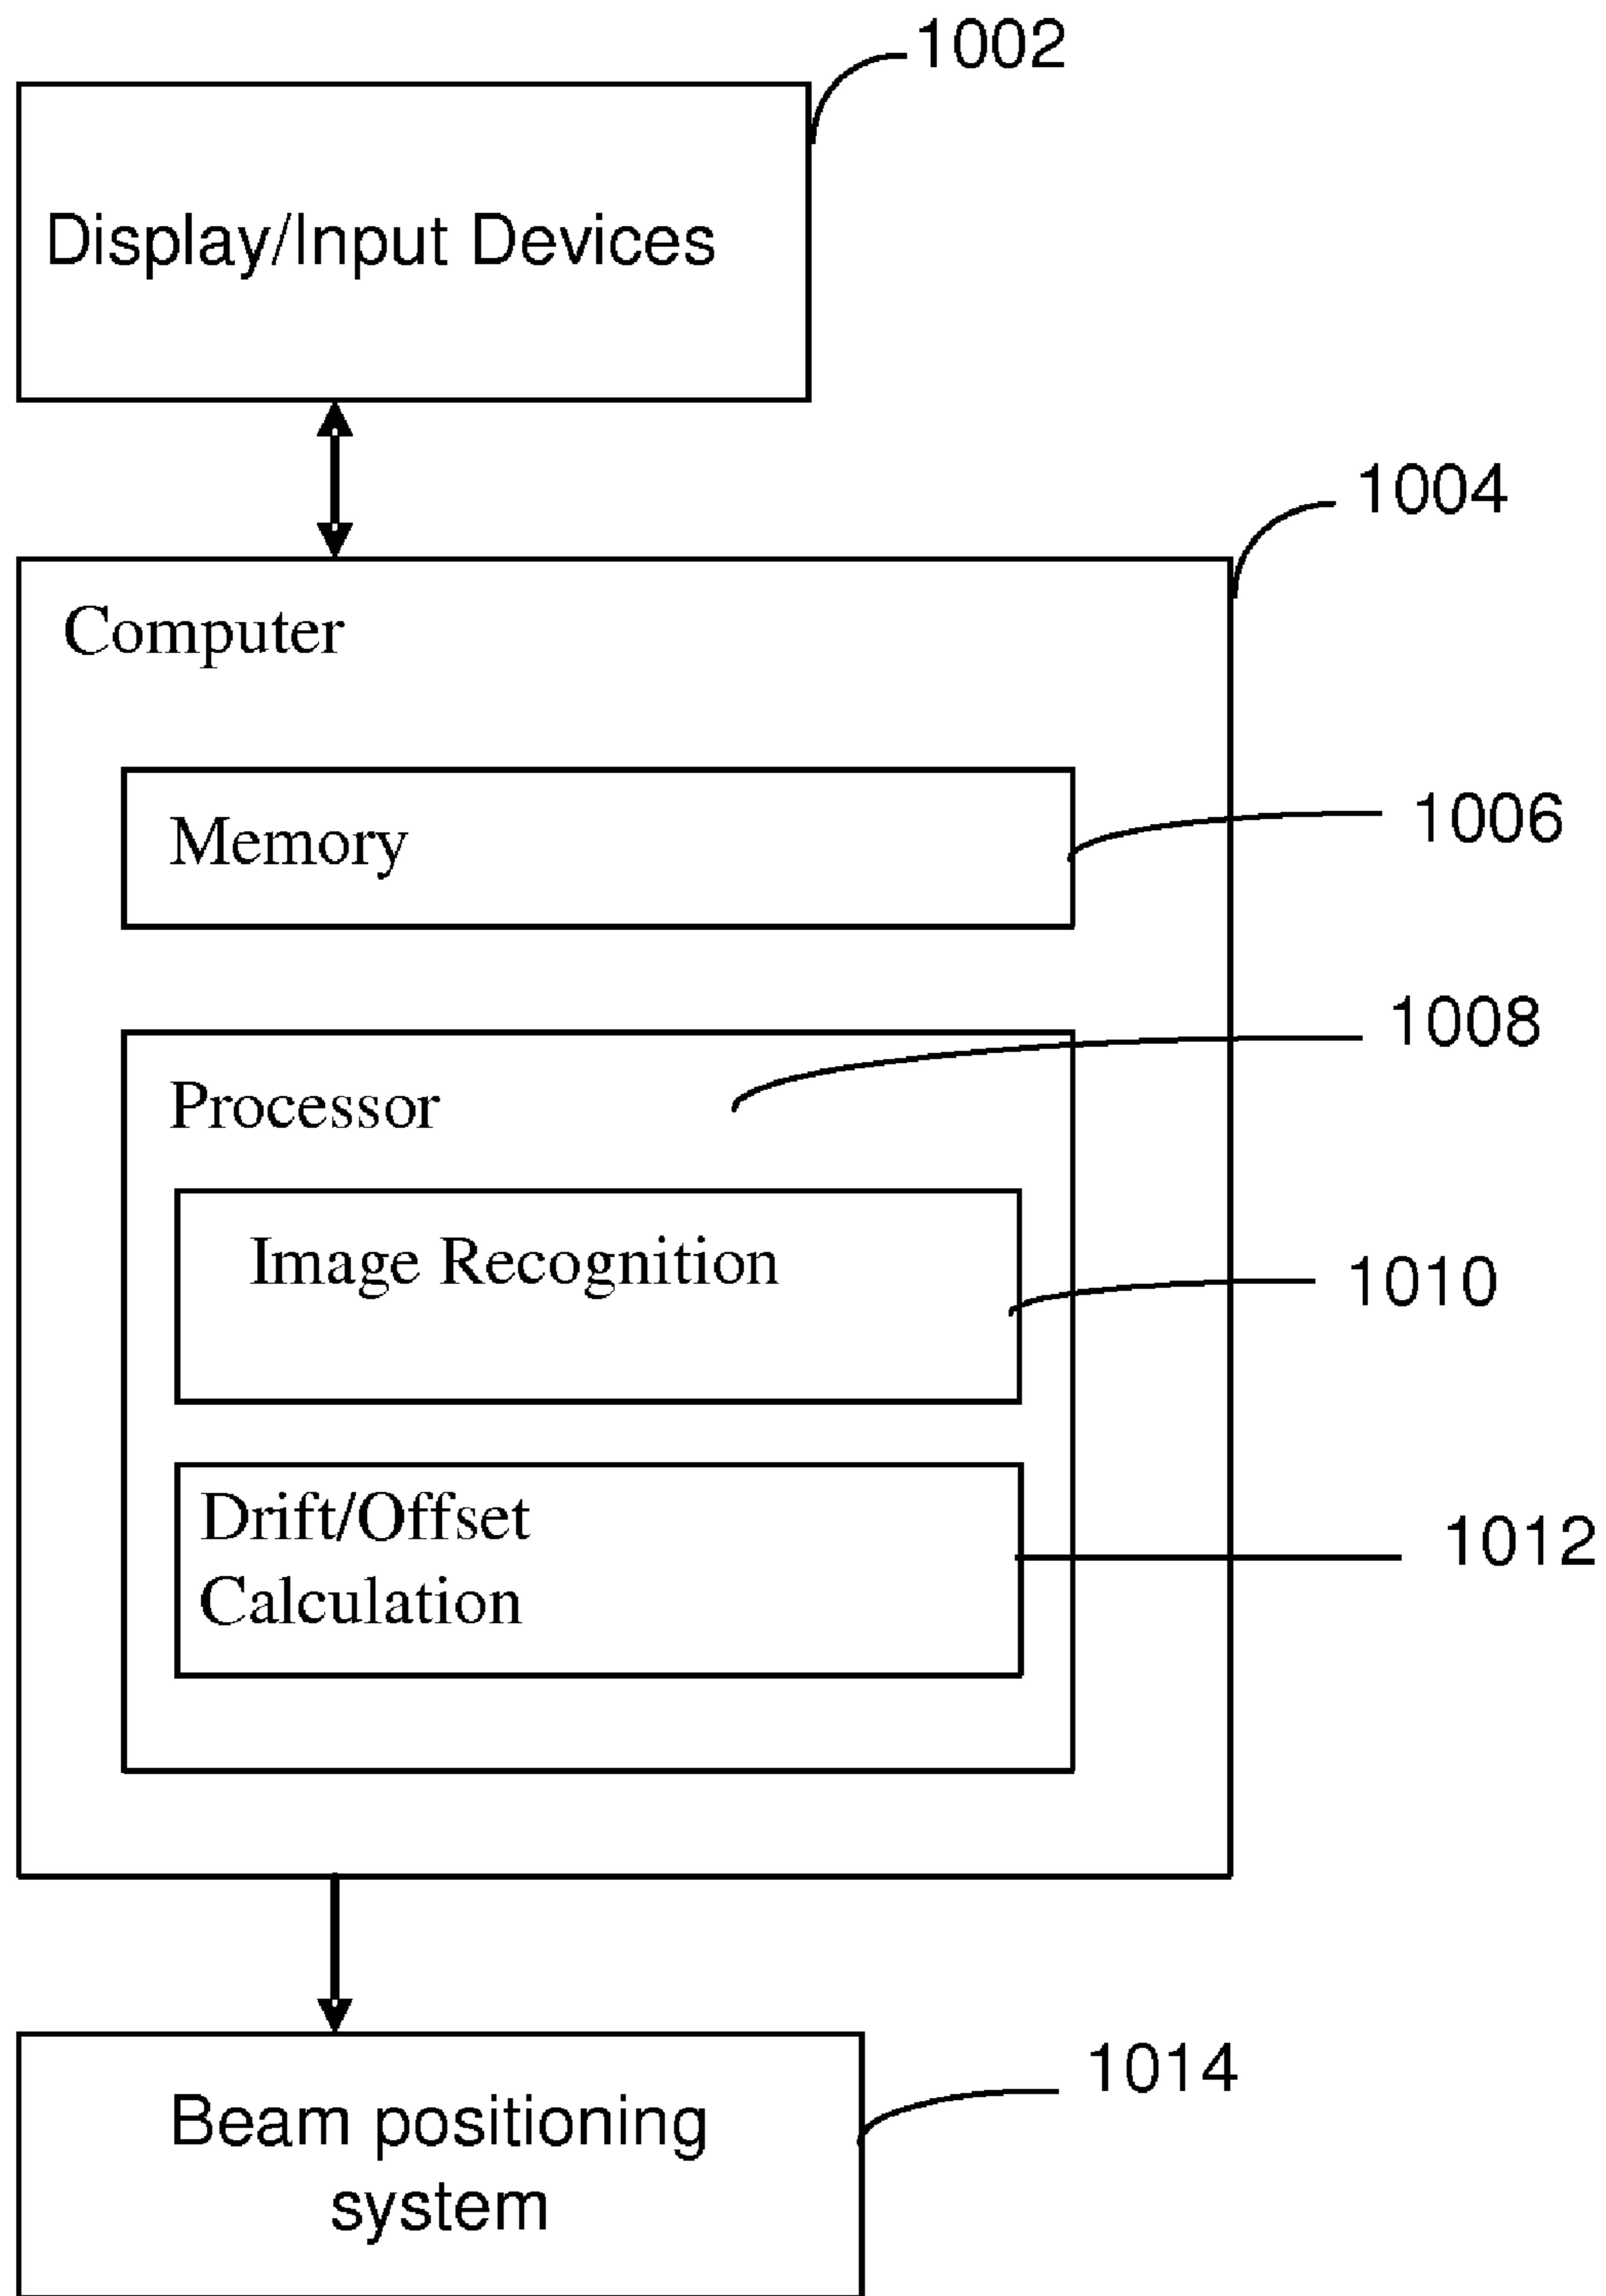 1002
Display/Input Devices
1004
Computer
Memory
1006
1008
Processor
Image Recognition
1010
Drift/Offset
Calculation
1012
1014
Beam positioning
system